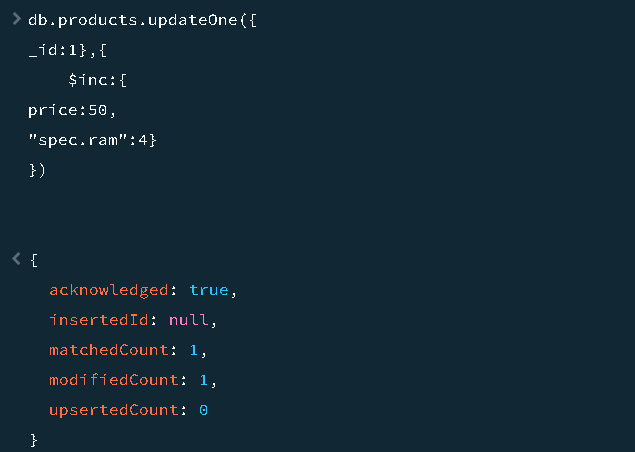 > db.products.updateOne({
_id:1},{
    $inc:{
price:50,
"spec.ram":4}
})
< {
  acknowledged: true,
  insertedId: null,
  matchedCount: 1,
  modifiedCount: 1,
  upsertedCount: 0
}